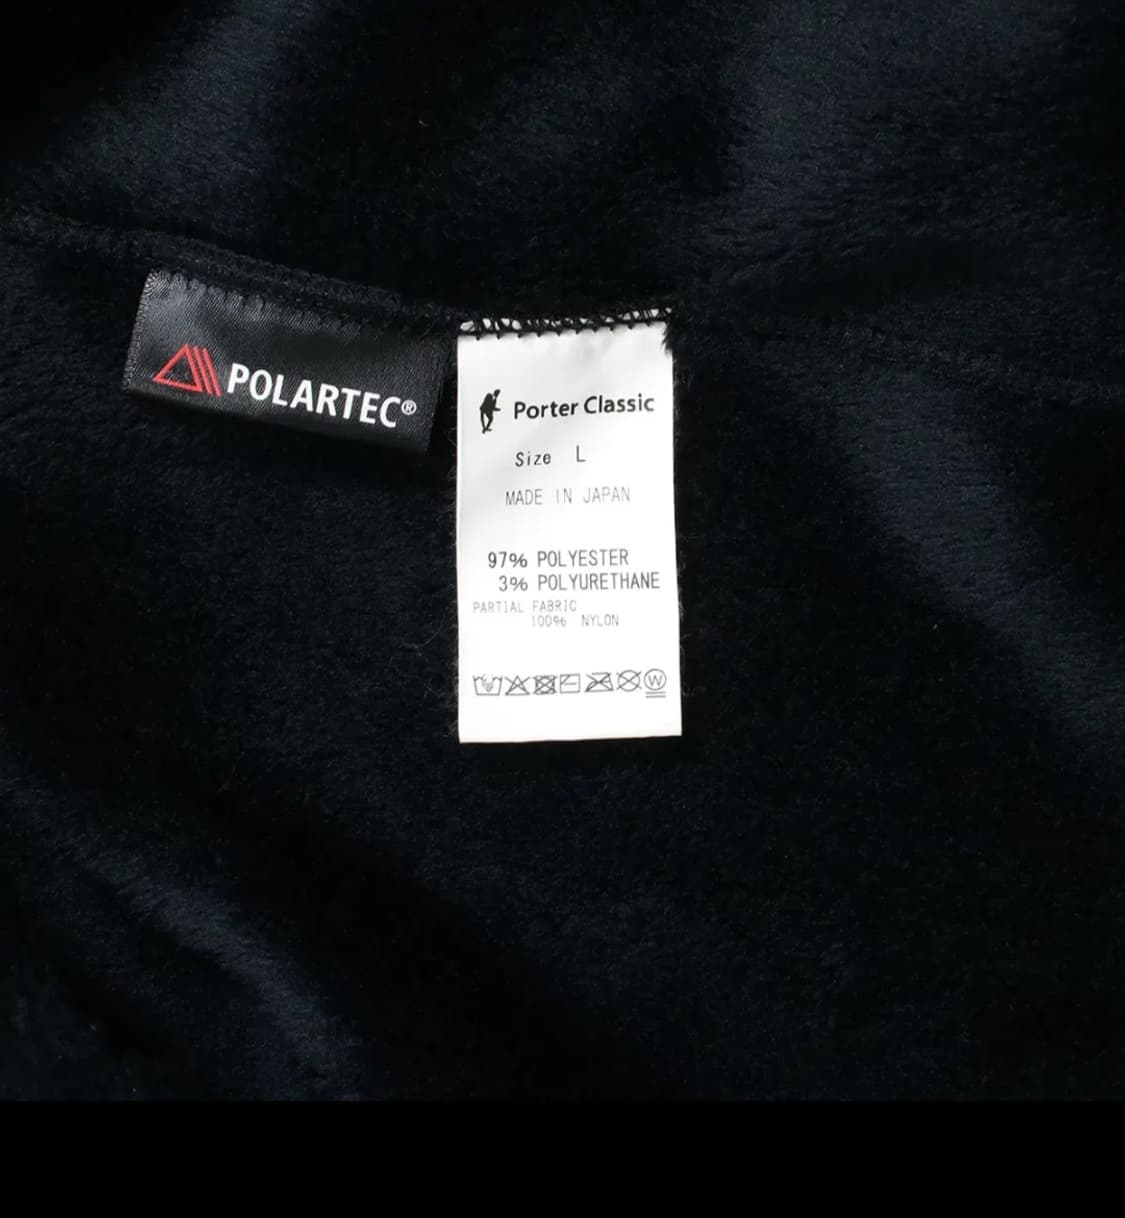 POLARTEC®
Porter Classic
Size L
MADE IN JAPAN
97% POLYESTER
3% POLYURETHANE
PARTIAL FABRIC
100% NYLON
W